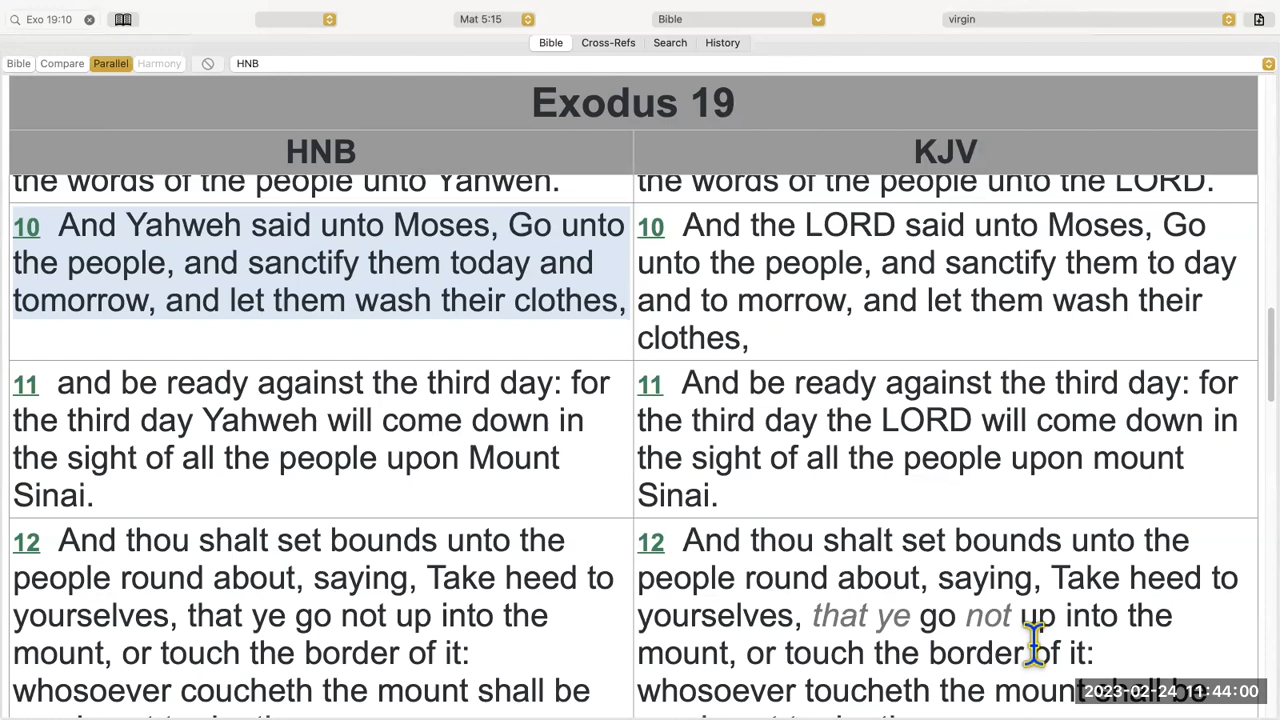 Exo 19:10
Mat 5:15
Bible
virgin
Bible Cross-Refs Search History
Bible Compare Parallel Harmony HNB
Exodus 19
HNB
the words of the people unto Yahweh.
10 And Yahweh said unto Moses, Go unto
the people, and sanctify them today and
tomorrow, and let them wash their clothes,
11 and be ready against the third day: for
the third day Yahweh will come down in
the sight of all the people upon Mount
Sinai.
12 And thou shalt set bounds unto the
people round about, saying, Take heed to
yourselves, that ye go not up into the
mount, or touch the border of it:
whosoever coucheth the mount shall be
KJV
the words of the people unto the LORD.
10 And the LORD said unto Moses, Go
unto the people, and sanctify them to day
and to morrow, and let them wash their
clothes,
11 And be ready against the third day: for
the third day the LORD will come down in
the sight of all the people upon mount
Sinai.
12 And thou shalt set bounds unto the
people round about, saying, Take heed to
yourselves, that ye go not up into the
mount, or touch the border of it:
whosoever toucheth the mount shall be
2023-02-24 11:44:00